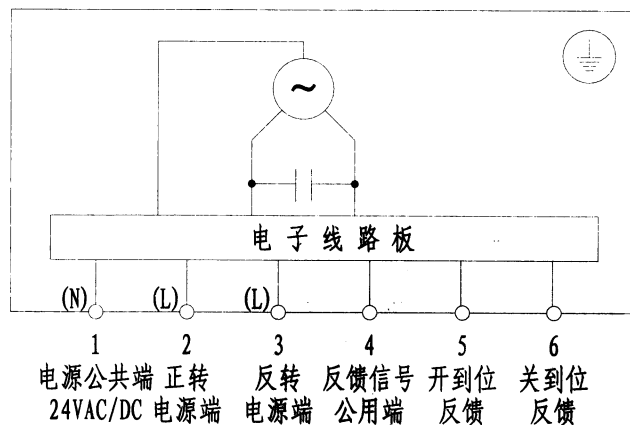 ~
电子线路板
(N) (L) (L)
1 2 3 4 5 6
电源公共端 正转 反转 反馈信号 开到位 关到位
24VAC/DC 电源端 电源端 公用端 反馈 反馈